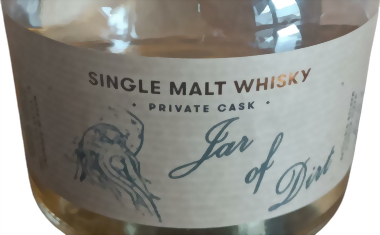 SINGLE MALT WHISKY
• PRIVATE CASK •
Jar
of
Dirt